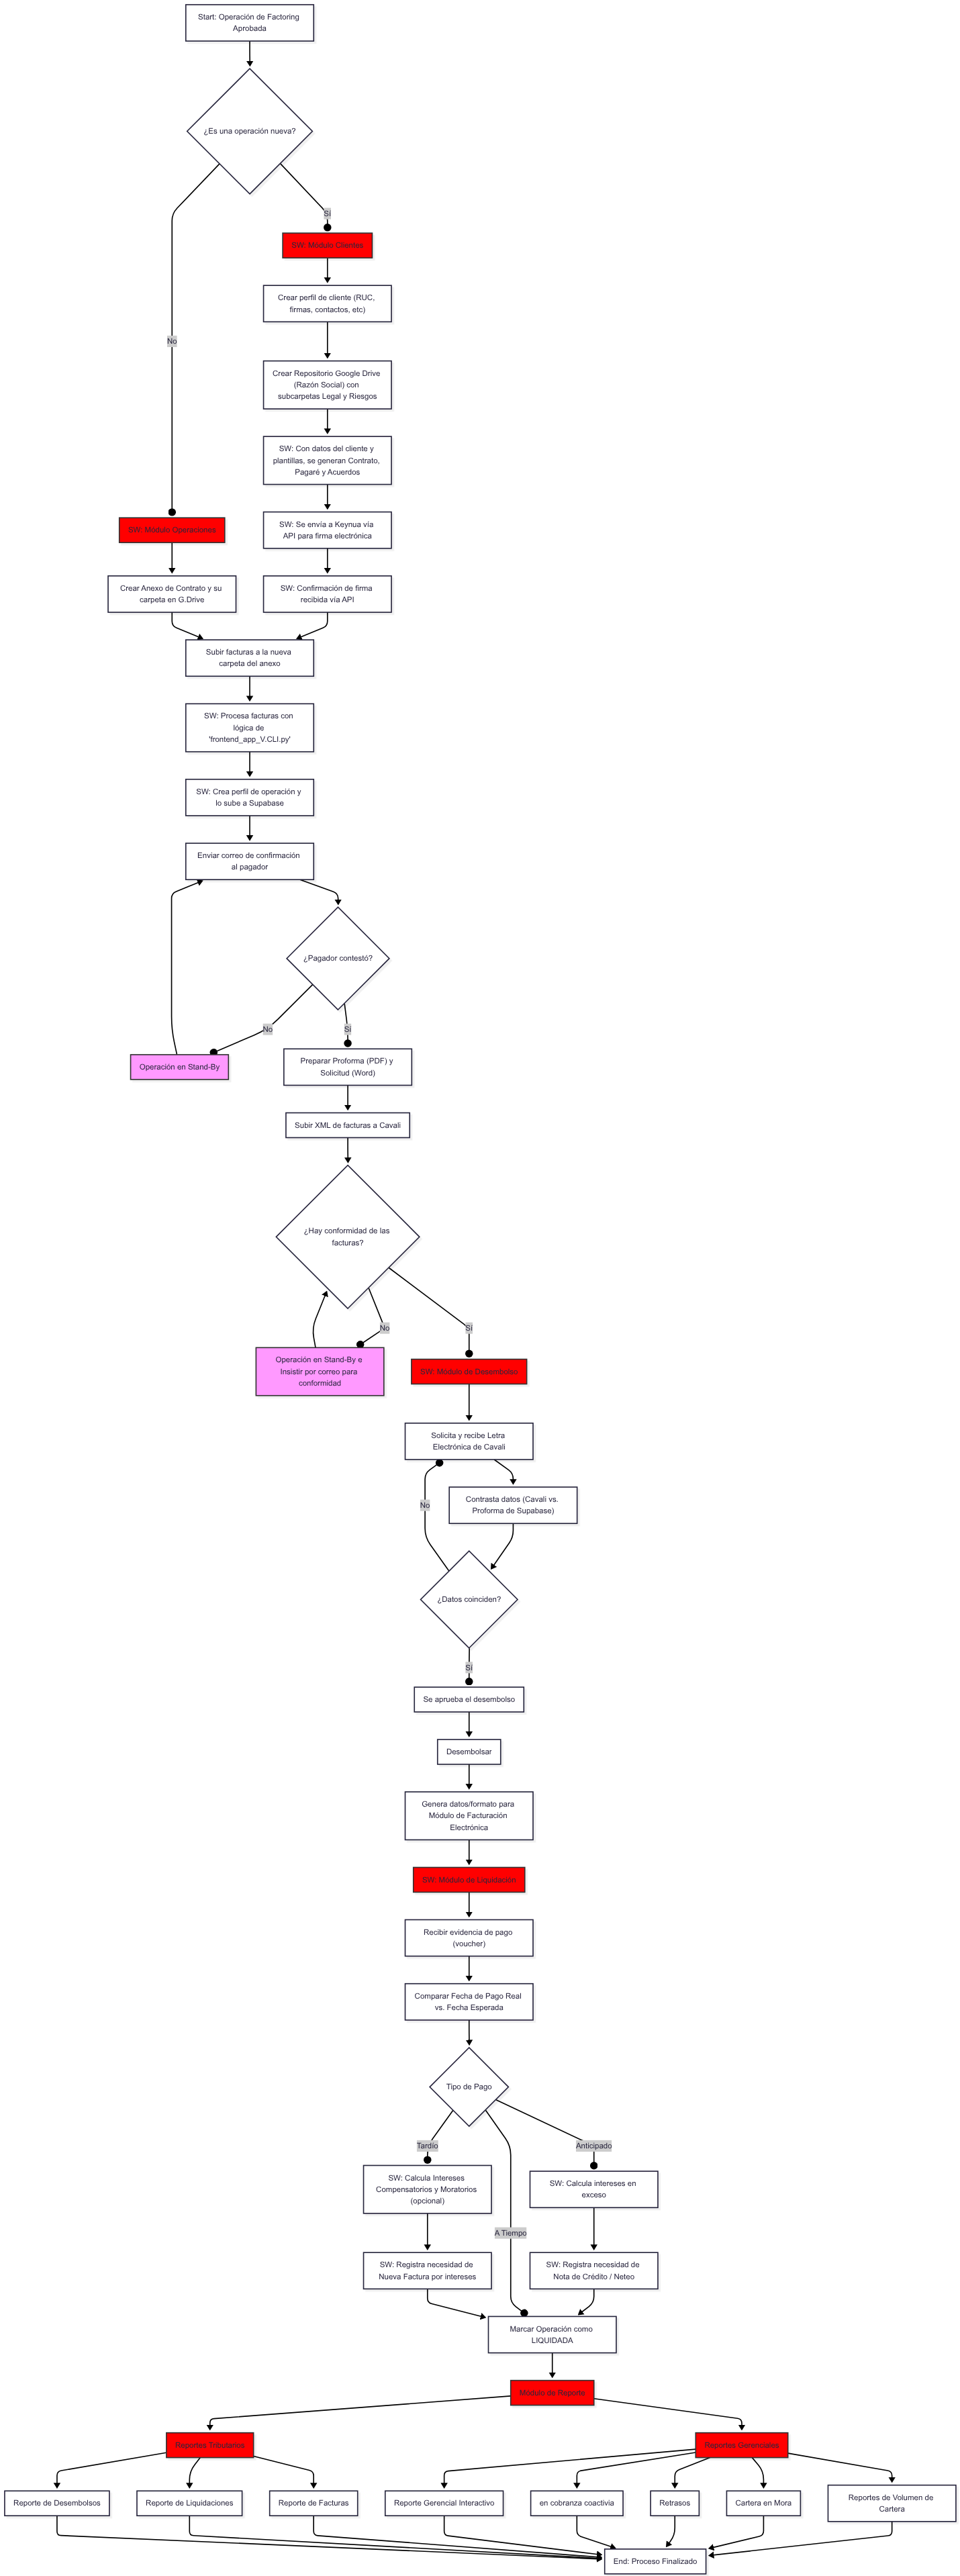 Start: Operación de Factoring
Aprobada
¿Es una operación nueva?
Sí
SW: Módulo Clientes
Crear perfil de cliente (RUC,
firmas, contactos, etc)
No
Crear Repositorio Google Drive
(Razón Social) con
subcarpetas Legal y Riesgos
SW: Con datos del cliente y
plantillas, se generan Contrato,
Pagaré y Acuerdos
SW: Módulo Operaciones
SW: Se envía a Keynua vía
API para firma electrónica
Crear Anexo de Contrato y su
carpeta en G.Drive
SW: Confirmación de firma
recibida vía API
Subir facturas a la nueva
carpeta del anexo
SW: Procesa facturas con
lógica de
'frontend_app_V.CLI.py'
SW: Crea perfil de operación y
lo sube a Supabase
Enviar correo de confirmación
al pagador
¿Pagador contestó?
No
Sí
Operación en Stand-By
Preparar Proforma (PDF) y
Solicitud (Word)
Subir XML de facturas a Cavali
¿Hay conformidad de las
facturas?
No
Sí
Operación en Stand-By e
Insistir por correo para
conformidad
SW: Módulo de Desembolso
Solicita y recibe Letra
Electrónica de Cavali
No
Contrasta datos (Cavali vs.
Proforma de Supabase)
¿Datos coinciden?
Sí
Se aprueba el desembolso
Desembolsar
Genera datos/formato para
Módulo de Facturación
Electrónica
SW: Módulo de Liquidación
Recibir evidencia de pago
(voucher)
Comparar Fecha de Pago Real
vs. Fecha Esperada
Tipo de Pago
Tardío
Anticipado
SW: Calcula Intereses
Compensatorios y Moratorios
(opcional)
SW: Calcula intereses en
exceso
A Tiempo
SW: Registra necesidad de
Nueva Factura por intereses
SW: Registra necesidad de
Nota de Crédito / Neteo
Marcar Operación como
LIQUIDADA
Módulo de Reporte
Reportes Tributarios
Reportes Gerenciales
Reporte de Desembolsos
Reporte de Liquidaciones
Reporte de Facturas
Reporte Gerencial Interactivo
en cobranza coactivia
Retrasos
Cartera en Mora
Reportes de Volumen de
Cartera
End: Proceso Finalizado